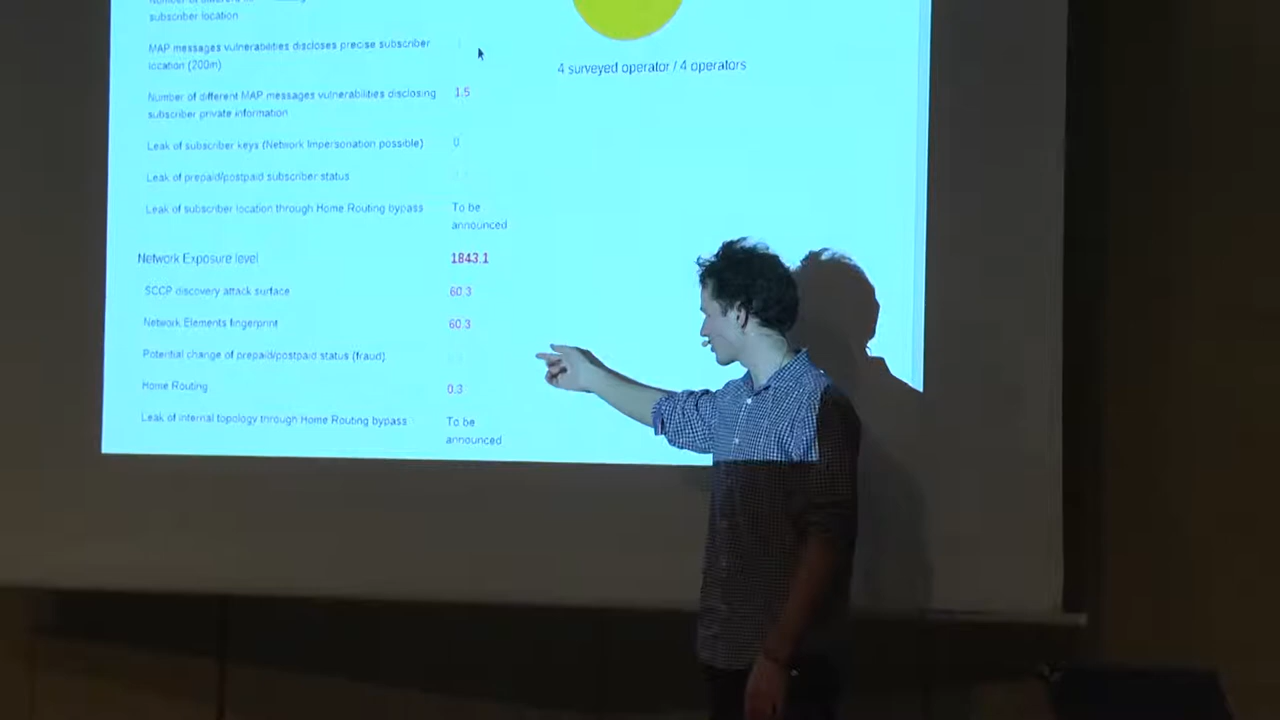 subscriber location
MAP messages vulnerabilities discloses precise subscriber
location (200m)
4 surveyed operator / 4 operators
Number of different MAP messages vulnerabilities disclosing 1.5
subscriber private information
Leak of subscriber keys (Network Impersonation possible) 0
Leak of prepaid/postpaid subscriber status
Leak of subscriber location through Home Routing bypass To be
announced
Network Exposure level 1843.1
SCCP discovery attack surface 60.3
Network Elements fingerprint 60.3
Potential change of prepaid/postpaid status (fraud)
Home Routing 0.3
Leak of internal topology through Home Routing bypass To be
announced